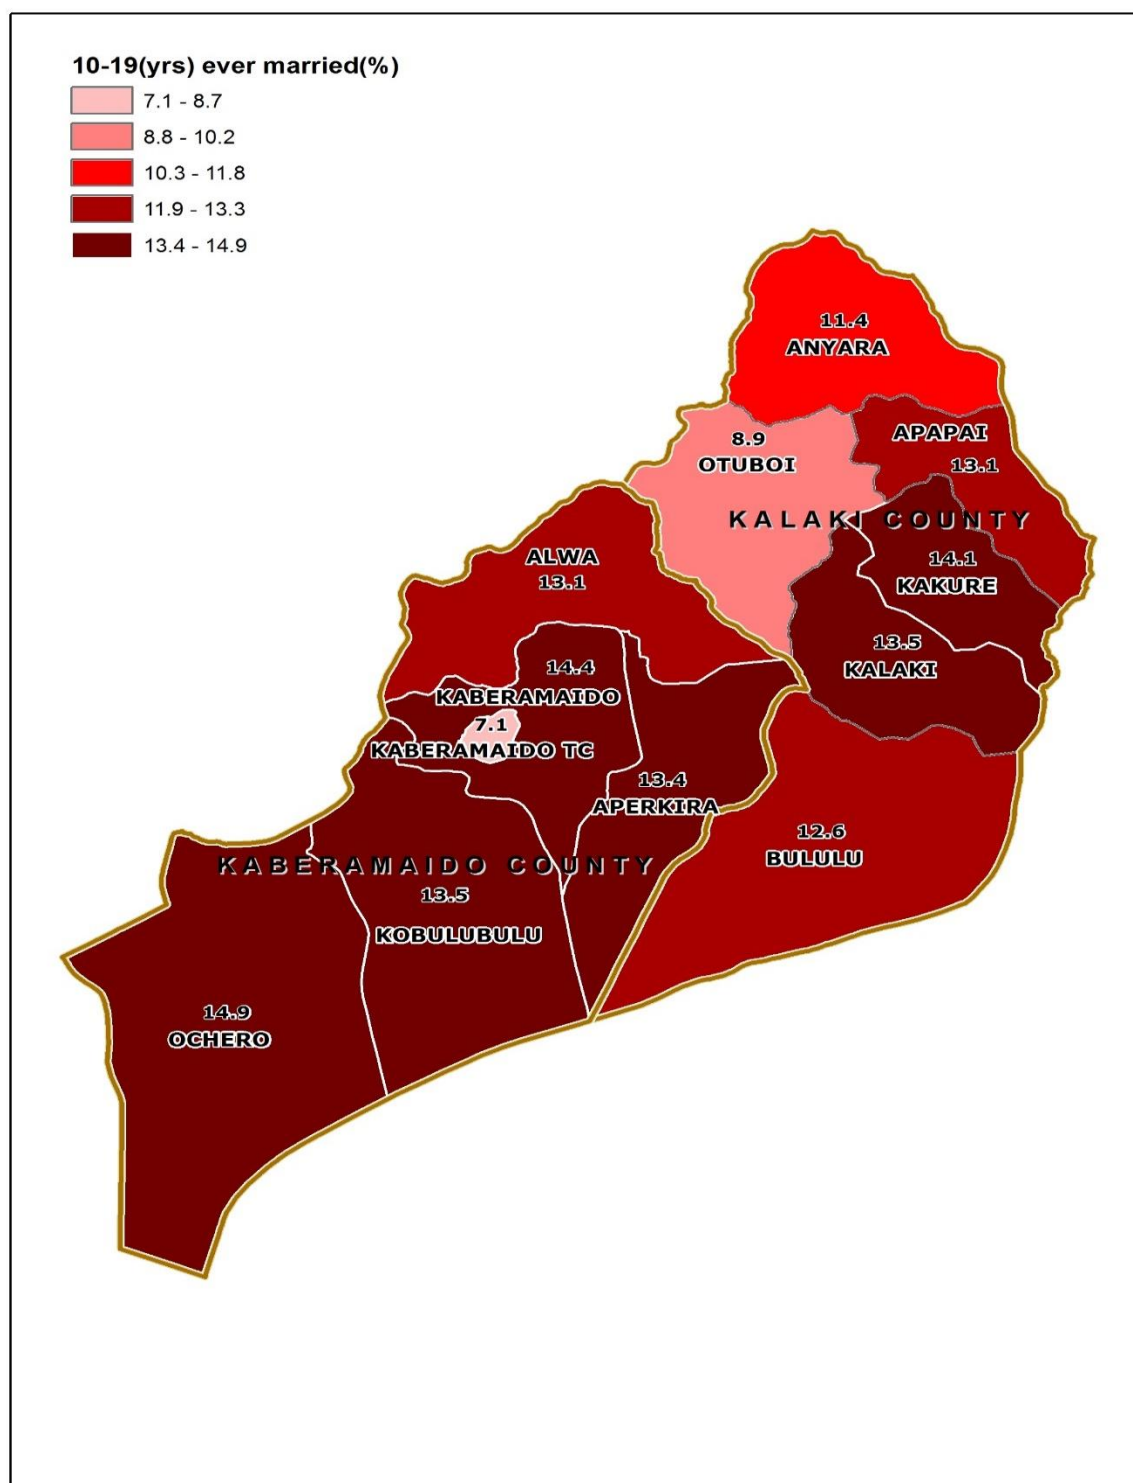 10-19(yrs) ever married(%)
7.1 - 8.7
8.8 - 10.2
10.3 - 11.8
11.9 - 13.3
13.4 - 14.9
11.4
ANYARA
8.9
OTUBOI
APAPAI
13.1
KALAKI COUNTY
14.1
KAKURE
13.5
KALAKI
ALWA
13.1
14.4
KABERAMAIDO
7.1
KABERAMAIDO TC
13.4
APERKIRA
12.6
BULULU
KABERAMAIDO COUNTY
13.5
KOBULUBULU
14.9
OCHERO